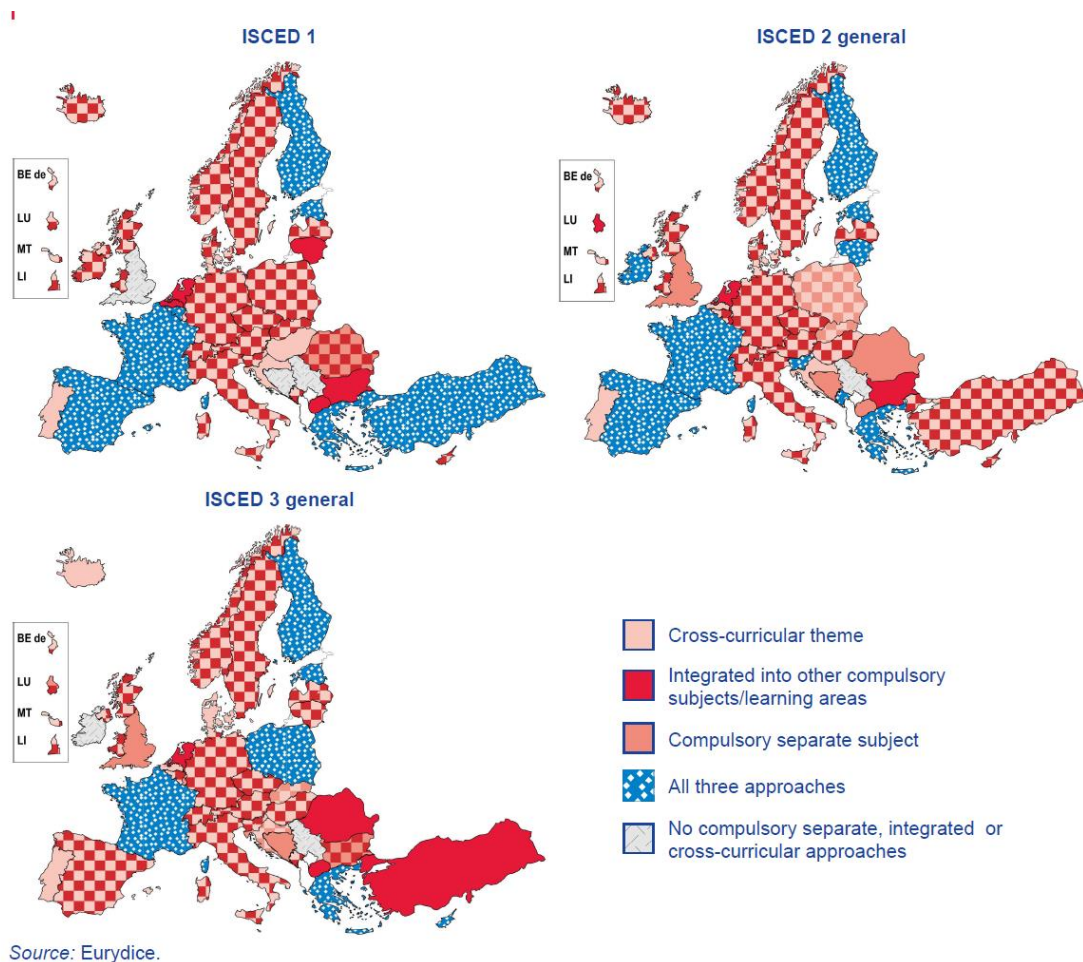 ISCED 1
ISCED 2 general
BE de
LU
MT
LI
BE de
LU
MT
LI
ISCED 3 general
BE de
LU
MT
LI
Cross-curricular theme
Integrated into other compulsory
subjects/learning areas
Compulsory separate subject
All three approaches
No compulsory separate, integrated or
cross-curricular approaches
Source: Eurydice.